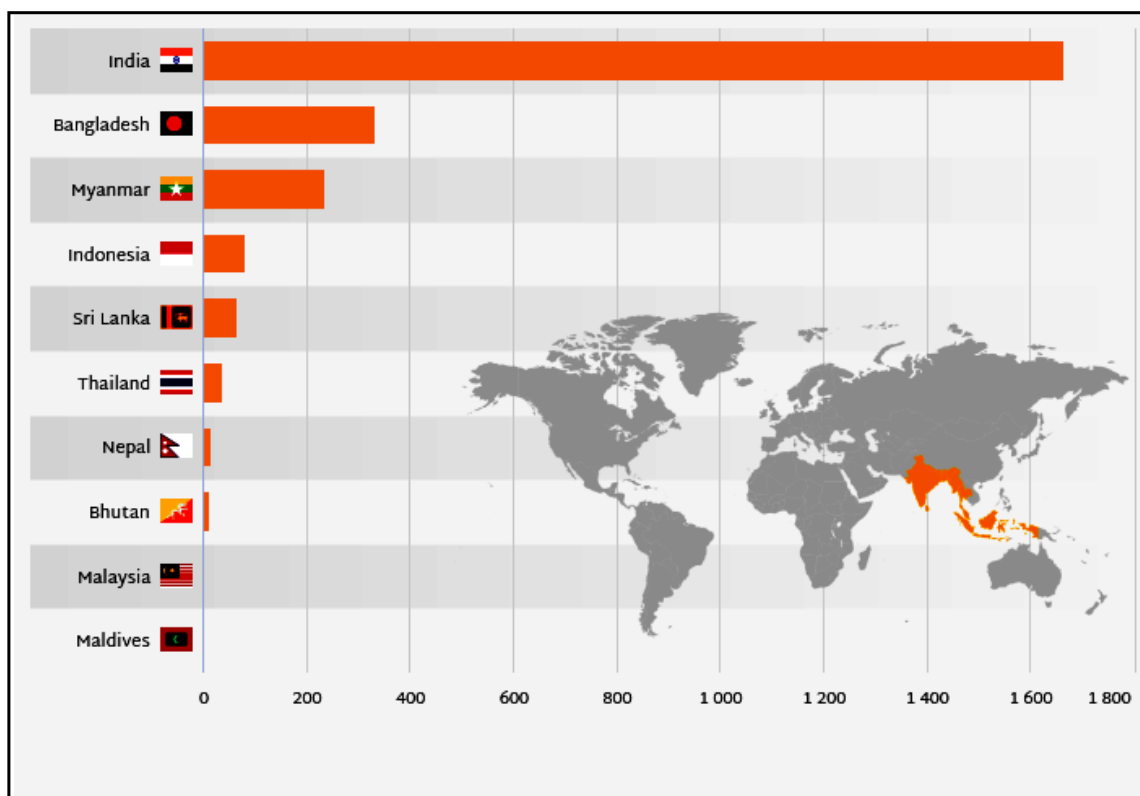 India
Bangladesh
Myanmar
Indonesia
Sri Lanka
Thailand
Nepal
Bhutan
Malaysia
Maldives
0 200 400 600 800 1 000 1 200 1 400 1 600 1 800